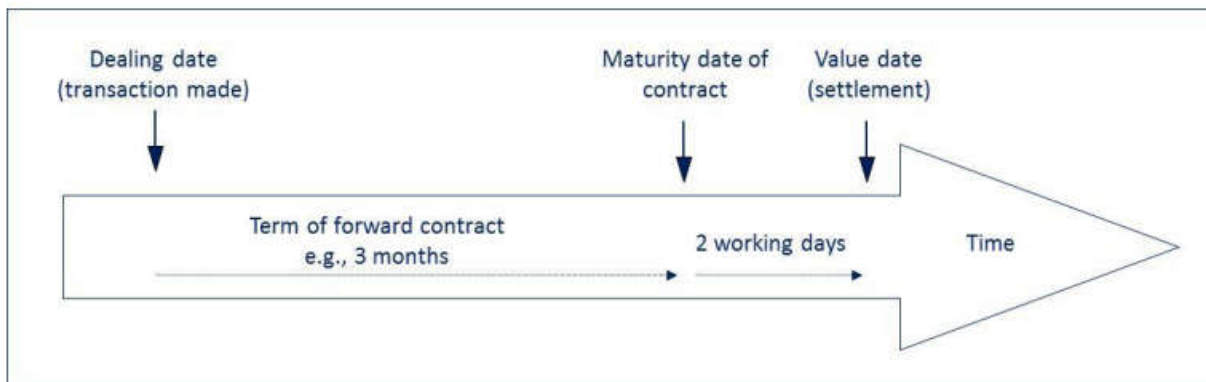 Dealing date
(transaction made)
Maturity date of
contract
Value date
(settlement)
Term of forward contract
e.g., 3 months
2 working days
Time